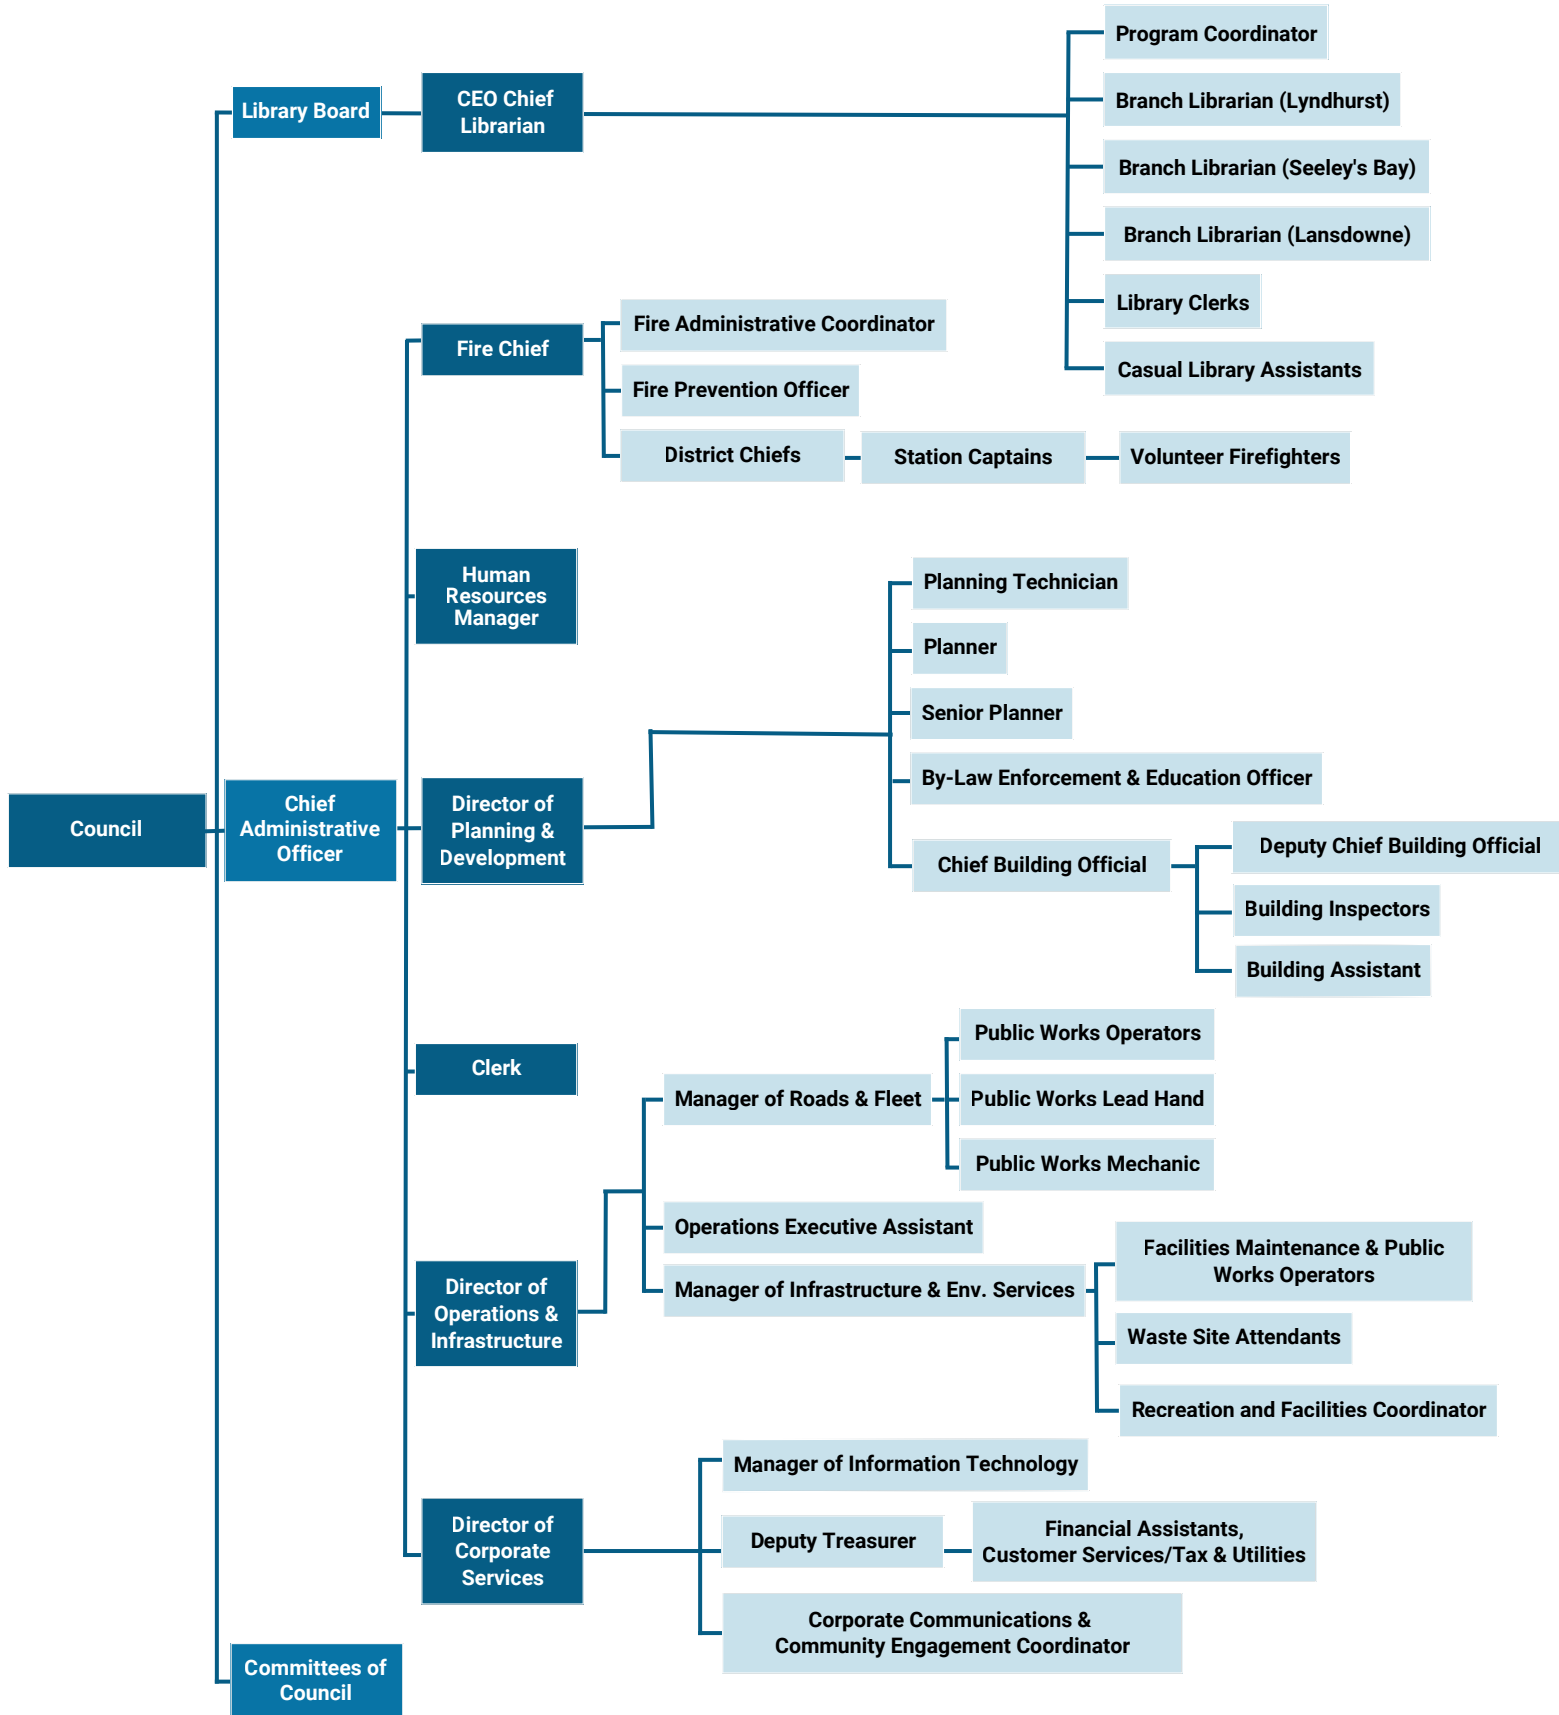 Program Coordinator
Library Board
CEO Chief
Librarian
Branch Librarian (Lyndhurst)
Branch Librarian (Seeley's Bay)
Branch Librarian (Lansdowne)
Library Clerks
Casual Library Assistants
Fire Chief
Fire Administrative Coordinator
Fire Prevention Officer
District Chiefs
Station Captains
Volunteer Firefighters
Human
Resources
Manager
Planning Technician
Planner
Senior Planner
By-Law Enforcement & Education Officer
Council
Chief
Administrative
Officer
Director of
Planning &
Development
Chief Building Official
Deputy Chief Building Official
Building Inspectors
Building Assistant
Clerk
Manager of Roads & Fleet
Public Works Operators
Public Works Lead Hand
Public Works Mechanic
Operations Executive Assistant
Director of
Operations &
Infrastructure
Manager of Infrastructure & Env. Services
Facilities Maintenance & Public
Works Operators
Waste Site Attendants
Recreation and Facilities Coordinator
Manager of Information Technology
Director of
Corporate
Services
Deputy Treasurer
Financial Assistants,
Customer Services/Tax & Utilities
Corporate Communications &
Community Engagement Coordinator
Committees of
Council